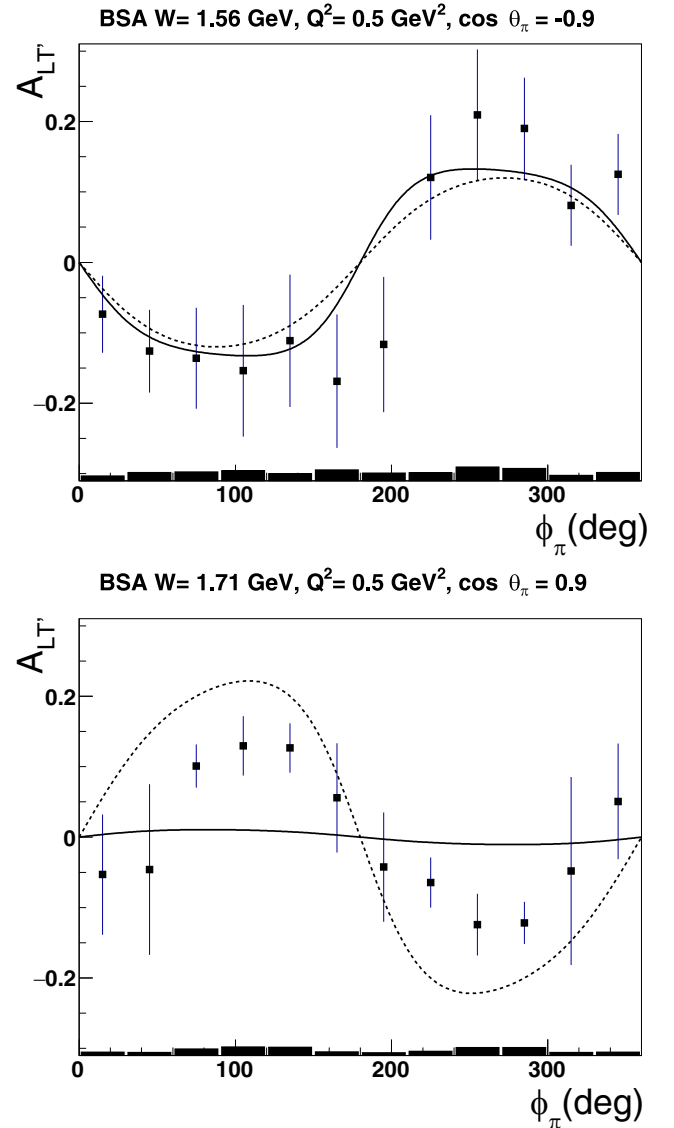 BSA W= 1.56 GeV, Q²= 0.5 GeV², cos θπ = -0.9
A_LT'
0.2
0
−0.2
0 100 200 300
ϕπ(deg)
BSA W= 1.71 GeV, Q²= 0.5 GeV², cos θπ = 0.9
A_LT'
0.2
0
−0.2
0 100 200 300
ϕπ(deg)